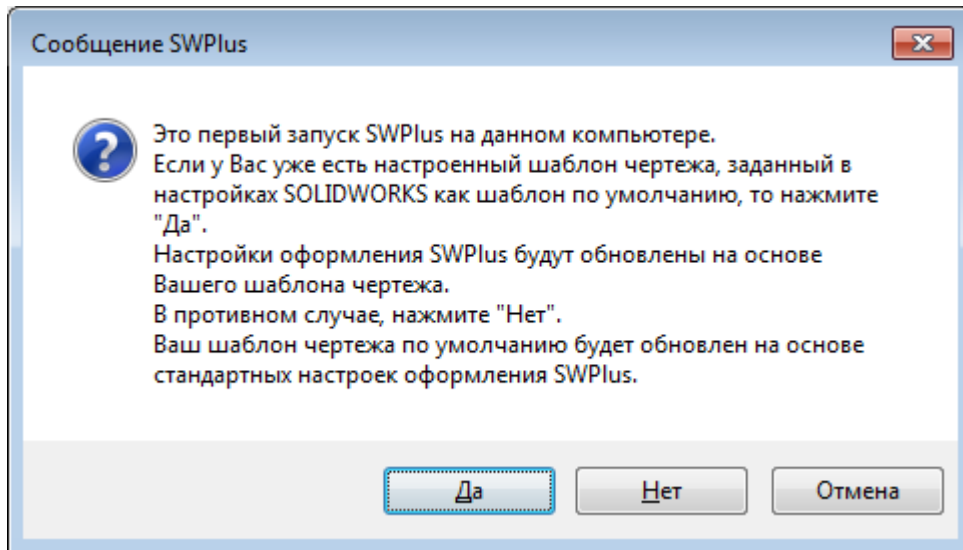 Сообщение SWPlus
Это первый запуск SWPlus на данном компьютере.
Если у Вас уже есть настроенный шаблон чертежа, заданный в
настройках SOLIDWORKS как шаблон по умолчанию, то нажмите
"Да".
Настройки оформления SWPlus будут обновлены на основе
Вашего шаблона чертежа.
В противном случае, нажмите "Нет".
Ваш шаблон чертежа по умолчанию будет обновлен на основе
стандартных настроек оформления SWPlus.
Да
Нет
Отмена